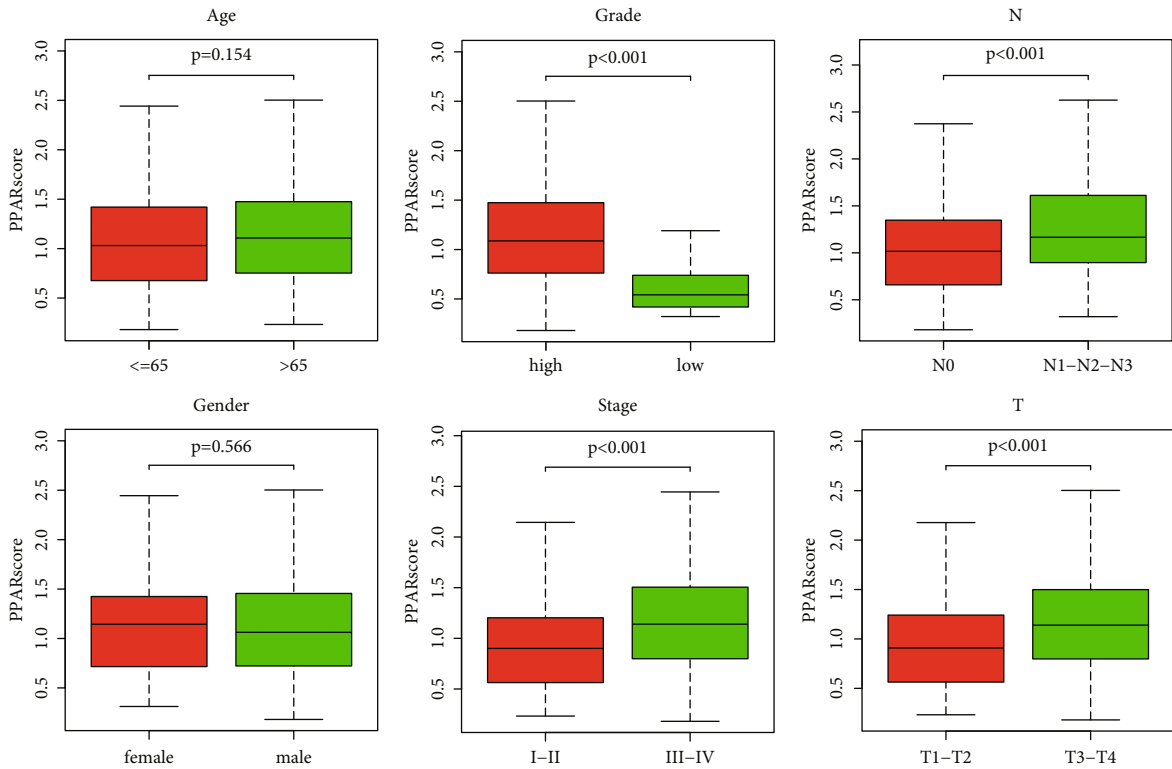 Age
p=0.154
PPARscore
3.0
2.5
2.0
1.5
1.0
0.5
<=65 >65
Grade
p<0.001
PPARscore
3.0
2.5
2.0
1.5
1.0
0.5
high low
N
p<0.001
PPARscore
3.0
2.5
2.0
1.5
1.0
0.5
N0 N1−N2−N3
Gender
p=0.566
PPARscore
3.0
2.5
2.0
1.5
1.0
0.5
female male
Stage
p<0.001
PPARscore
3.0
2.5
2.0
1.5
1.0
0.5
I−II III−IV
T
p<0.001
PPARscore
3.0
2.5
2.0
1.5
1.0
0.5
T1−T2 T3−T4